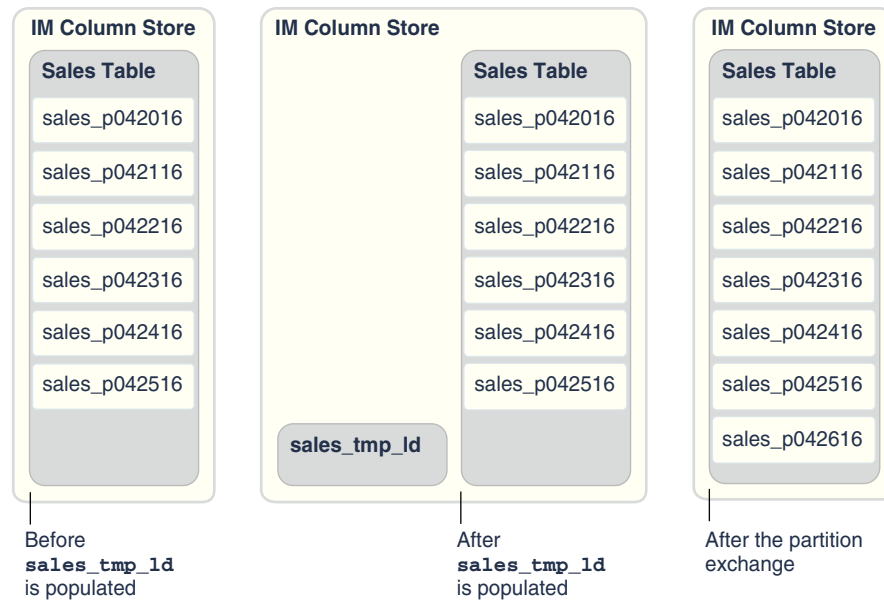 IM Column Store
Sales Table
sales_p042016
sales_p042116
sales_p042216
sales_p042316
sales_p042416
sales_p042516
Before
sales_tmp_ld
is populated
IM Column Store
sales_tmp_ld
Sales Table
sales_p042016
sales_p042116
sales_p042216
sales_p042316
sales_p042416
sales_p042516
After
sales_tmp_ld
is populated
IM Column Store
Sales Table
sales_p042016
sales_p042116
sales_p042216
sales_p042316
sales_p042416
sales_p042516
sales_p042616
After the partition
exchange